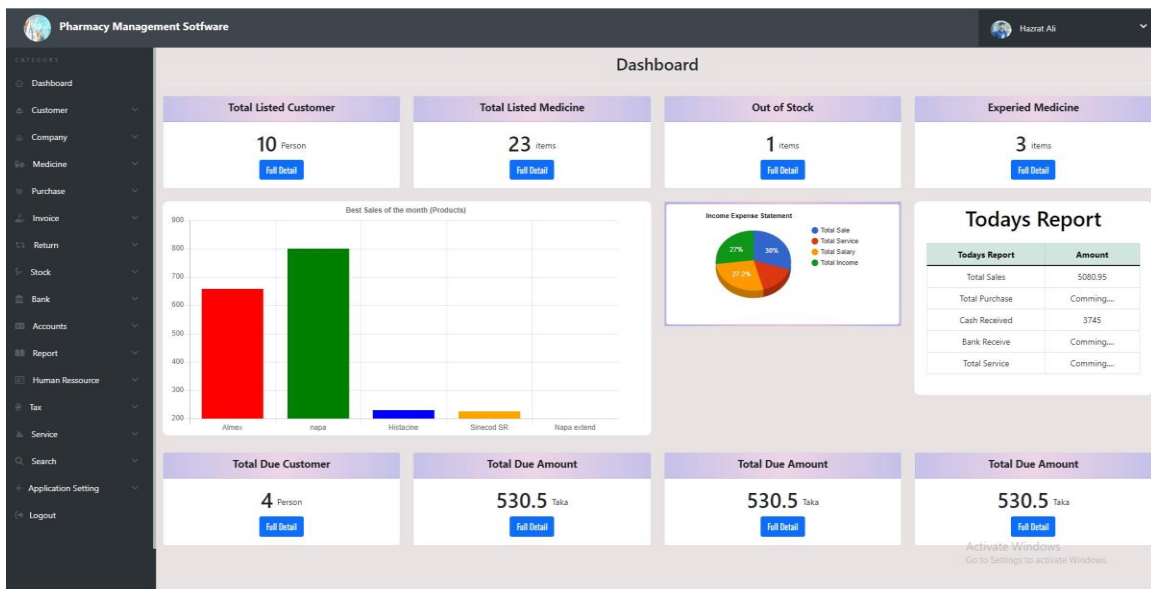 Pharmacy Management Sotfware
Hazrat Ali
CATEGORY
Dashboard
Customer
Company
Medicine
Purchase
Invoice
Return
Stock
Bank
Accounts
Report
Human Ressource
Tax
Service
Search
Application Setting
Logout
Dashboard
Total Listed Customer
10 Person
Full Detail
Total Listed Medicine
23 items
Full Detail
Out of Stock
1 items
Full Detail
Experied Medicine
3 items
Full Detail
Best Sales of the month (Products)
900
800
700
600
500
400
300
200
Almex
napa
Histacine
Sinecod SR
Napa extend
Income Expense Statement
27%
30%
27.2%
Total Sale
Total Service
Total Salary
Total Income
Todays Report
Todays Report Amount
Total Sales 5080.95
Total Purchase Comming....
Cash Received 3745
Bank Receive Comming....
Total Service Comming....
Total Due Customer
4 Person
Full Detail
Total Due Amount
530.5 Taka
Full Detail
Total Due Amount
530.5 Taka
Full Detail
Total Due Amount
530.5 Taka
Full Detail
Activate Windows
Go to Settings to activate Windows.